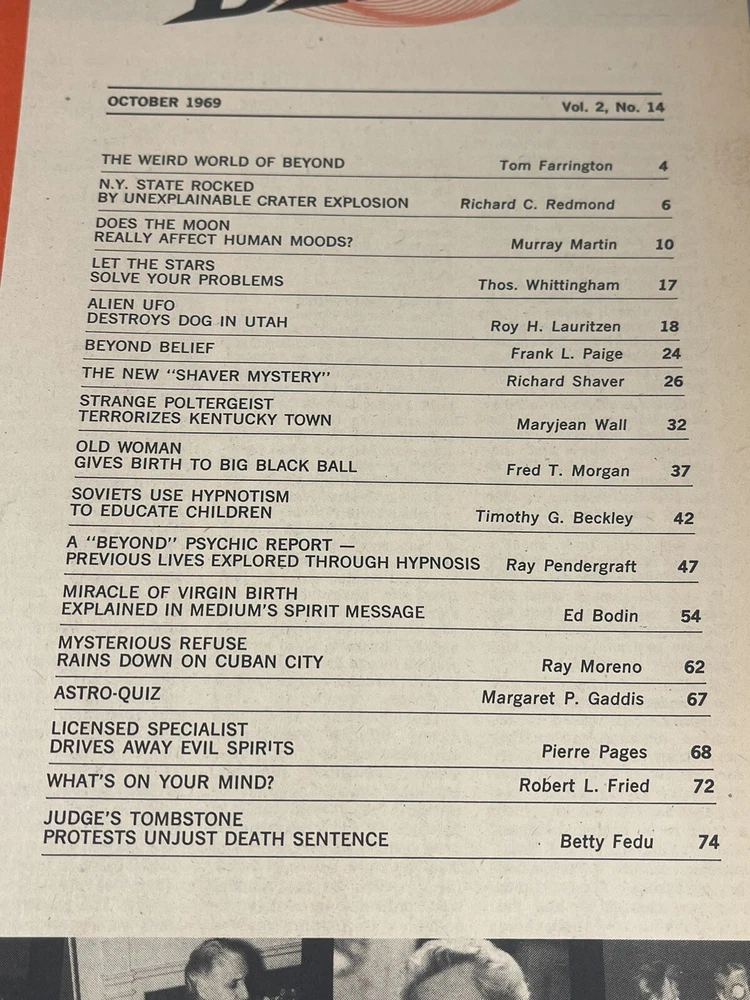 OCTOBER 1969 Vol. 2, No. 14
THE WEIRD WORLD OF BEYOND Tom Farrington 4
N.Y. STATE ROCKED
BY UNEXPLAINABLE CRATER EXPLOSION Richard C. Redmond 6
DOES THE MOON
REALLY AFFECT HUMAN MOODS? Murray Martin 10
LET THE STARS
SOLVE YOUR PROBLEMS Thos. Whittingham 17
ALIEN UFO
DESTROYS DOG IN UTAH Roy H. Lauritzen 18
BEYOND BELIEF Frank L. Paige 24
THE NEW "SHAVER MYSTERY" Richard Shaver 26
STRANGE POLTERGEIST
TERRORIZES KENTUCKY TOWN Maryjean Wall 32
OLD WOMAN
GIVES BIRTH TO BIG BLACK BALL Fred T. Morgan 37
SOVIETS USE HYPNOTISM
TO EDUCATE CHILDREN Timothy G. Beckley 42
A "BEYOND" PSYCHIC REPORT —
PREVIOUS LIVES EXPLORED THROUGH HYPNOSIS Ray Pendergraft 47
MIRACLE OF VIRGIN BIRTH
EXPLAINED IN MEDIUM'S SPIRIT MESSAGE Ed Bodin 54
MYSTERIOUS REFUSE
RAINS DOWN ON CUBAN CITY Ray Moreno 62
ASTRO-QUIZ Margaret P. Gaddis 67
LICENSED SPECIALIST
DRIVES AWAY EVIL SPIRITS Pierre Pages 68
WHAT'S ON YOUR MIND? Robert L. Fried 72
JUDGE'S TOMBSTONE
PROTESTS UNJUST DEATH SENTENCE Betty Fedu 74